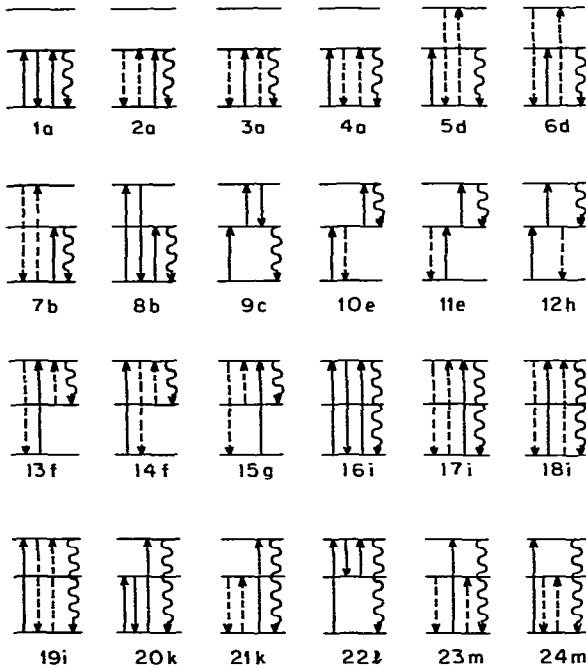 1a 2a 3a 4a 5d 6d
7b 8b 9c 10e 11e 12h
13f 14f 15g 16i 17i 18i
19i 20k 21k 22ℓ 23m 24m